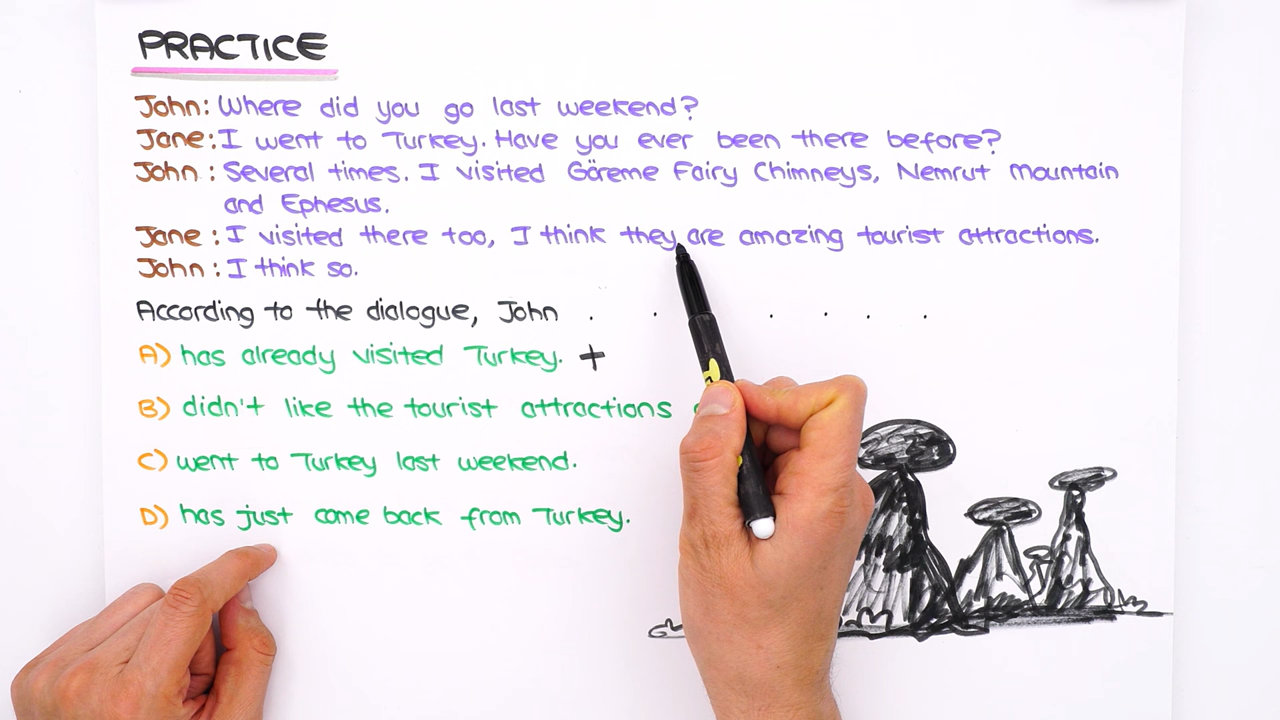 PRACTICE
John: Where did you go last weekend?
Jane: I went to Turkey. Have you ever been there before?
John: Several times. I visited Göreme Fairy Chimneys, Nemrut Mountain
and Ephesus.
Jane: I visited there too, I think they are amazing tourist attractions.
John: I think so.
According to the dialogue, John . . . . . .
A) has already visited Turkey. +
B) didn't like the tourist attractions
C) went to Turkey last weekend.
D) has just come back from Turkey.